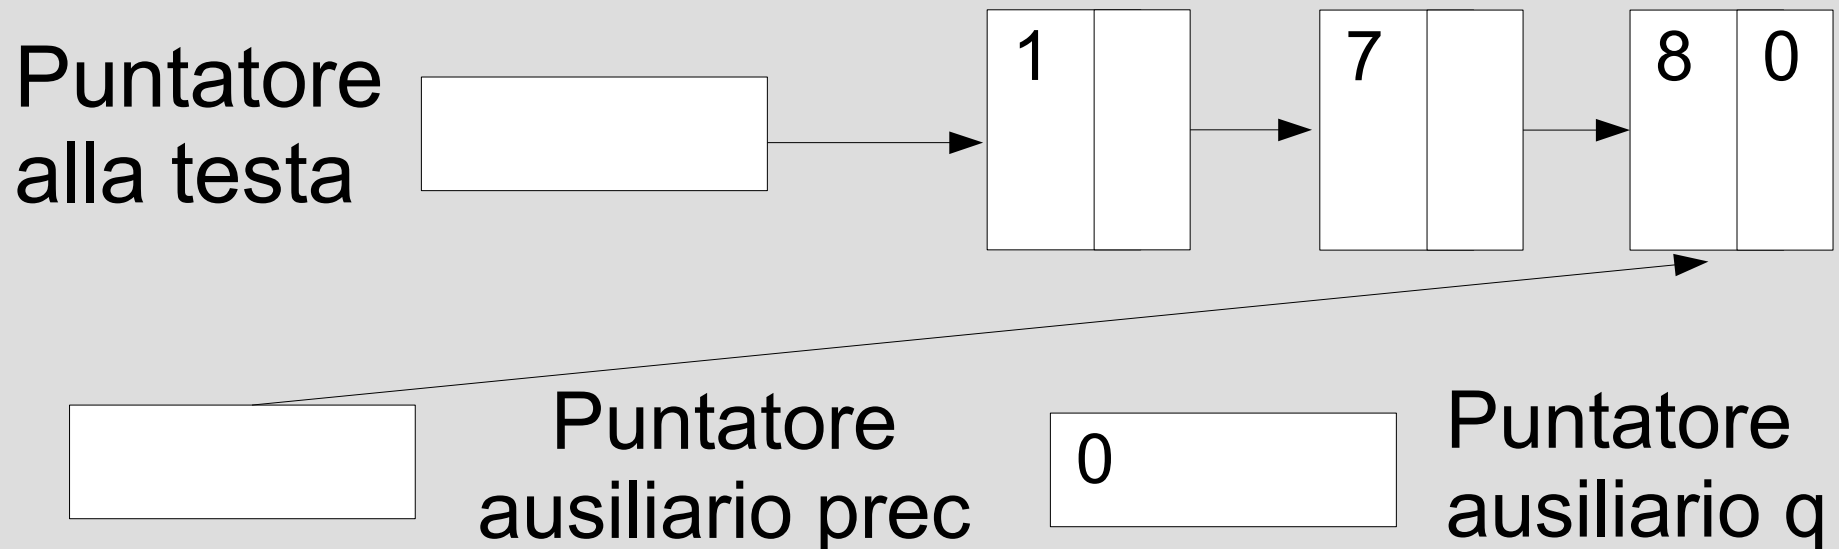 Puntatore
alla testa
1
7
8 0
Puntatore
ausiliario prec
0
Puntatore
ausiliario q